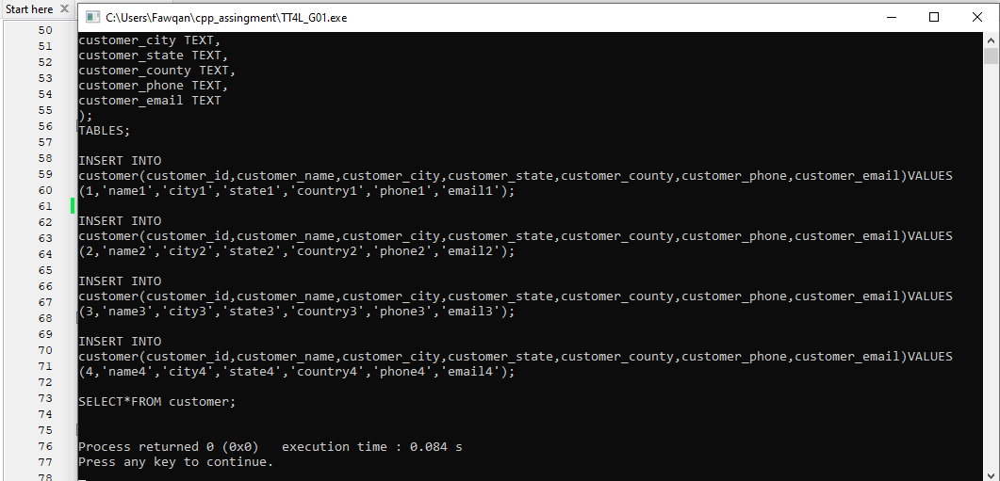 Start here
C:\Users\Fawqan\cpp_assingment\TT4L_G01.exe
50
51
52
53
54
55
56
57
58
59
60
61
62
63
64
65
66
67
68
69
70
71
72
73
74
75
76
77
78
customer_city TEXT,
customer_state TEXT,
customer_county TEXT,
customer_phone TEXT,
customer_email TEXT
);
TABLES;
INSERT INTO
customer(customer_id,customer_name,customer_city,customer_state,customer_county,customer_phone,customer_email)VALUES
(1,'name1','city1','state1','country1','phone1','email1');
INSERT INTO
customer(customer_id,customer_name,customer_city,customer_state,customer_county,customer_phone,customer_email)VALUES
(2,'name2','city2','state2','country2','phone2','email2');
INSERT INTO
customer(customer_id,customer_name,customer_city,customer_state,customer_county,customer_phone,customer_email)VALUES
(3,'name3','city3','state3','country3','phone3','email3');
INSERT INTO
customer(customer_id,customer_name,customer_city,customer_state,customer_county,customer_phone,customer_email)VALUES
(4,'name4','city4','state4','country4','phone4','email4');
SELECT*FROM customer;
Process returned 0 (0x0)   execution time : 0.084 s
Press any key to continue.